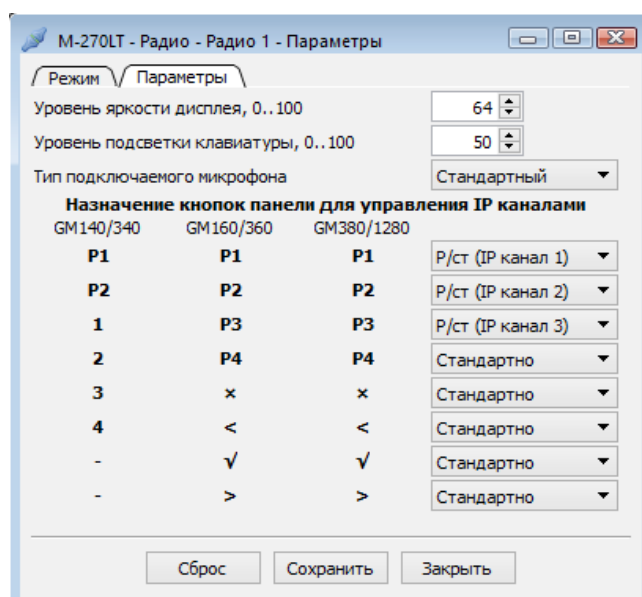 M-270LT - Радио - Радио 1 - Параметры
Режим Параметры
Уровень яркости дисплея, 0..100 64
Уровень подсветки клавиатуры, 0..100 50
Тип подключаемого микрофона Стандартный
Назначение кнопок панели для управления IP каналами
GM140/340 GM160/360 GM380/1280
P1 P1 P1 Р/ст (IP канал 1)
P2 P2 P2 Р/ст (IP канал 2)
1 P3 P3 Р/ст (IP канал 3)
2 P4 P4 Стандартно
3 × × Стандартно
4 < < Стандартно
- √ √ Стандартно
- > > Стандартно
Сброс Сохранить Закрыть